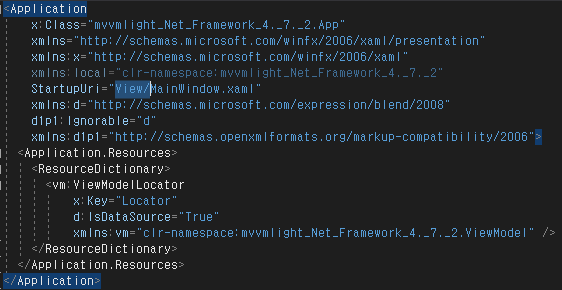 <Application
x:Class="mvvmlight_Net_Framework_4._7._2.App"
xmlns="http://schemas.microsoft.com/winfx/2006/xaml/presentation"
xmlns:x="http://schemas.microsoft.com/winfx/2006/xaml"
xmlns:local="clr-namespace:mvvmlight_Net_Framework_4._7._2"
StartupUri="View/MainWindow.xaml"
xmlns:d="http://schemas.microsoft.com/expression/blend/2008"
d1p1:Ignorable="d"
xmlns:d1p1="http://schemas.openxmlformats.org/markup-compatibility/2006">
<Application.Resources>
<ResourceDictionary>
<vm:ViewModelLocator
x:Key="Locator"
d:IsDataSource="True"
xmlns:vm="clr-namespace:mvvmlight_Net_Framework_4._7._2.ViewModel" />
</ResourceDictionary>
</Application.Resources>
</Application>